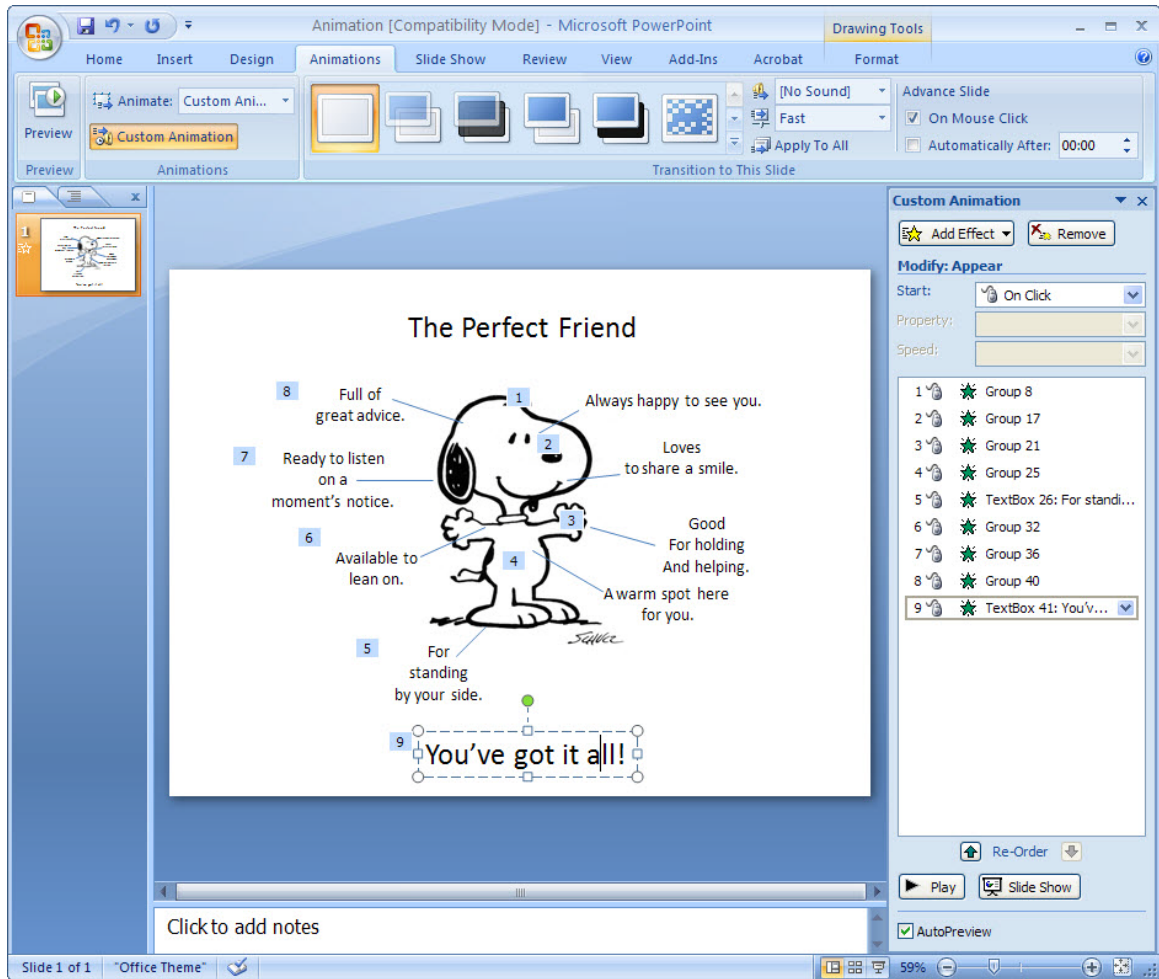 Animation [Compatibility Mode] - Microsoft PowerPoint
Drawing Tools
Home Insert Design Animations Slide Show Review View Add-Ins Acrobat Format
Preview
Animate: Custom Ani...
Custom Animation
[No Sound]
Fast
Apply To All
Advance Slide
On Mouse Click
Automatically After: 00:00
Preview
Animations
Transition to This Slide
1
The Perfect Friend
8
Full of
great advice.
1
Always happy to see you.
7
Ready to listen
on a
moment's notice.
2
Loves
to share a smile.
6
Available to
lean on.
3
Good
For holding
And helping.
4
A warm spot here
for you.
5
For
standing
by your side.
SCHULZ
9
You've got it all!
Click to add notes
Custom Animation
Add Effect
Remove
Modify: Appear
Start:
On Click
Property:
Speed:
1 Group 8
2 Group 17
3 Group 21
4 Group 25
5 TextBox 26: For standi...
6 Group 32
7 Group 36
8 Group 40
9 TextBox 41: You'v...
Re-Order
Play
Slide Show
AutoPreview
Slide 1 of 1
"Office Theme"
59%